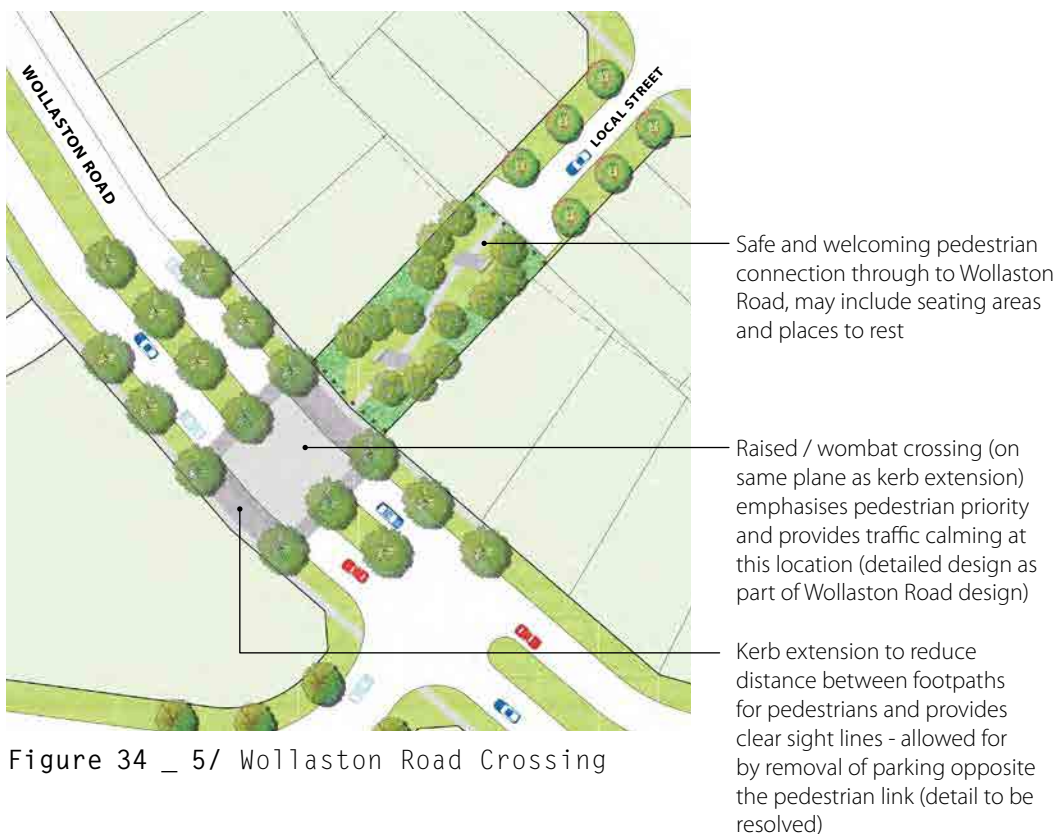 WOLLASTON ROAD
LOCAL STREET
Safe and welcoming pedestrian
connection through to Wollaston
Road, may include seating areas
and places to rest
Raised / wombat crossing (on
same plane as kerb extension)
emphasises pedestrian priority
and provides traffic calming at
this location (detailed design as
part of Wollaston Road design)
Kerb extension to reduce
distance between footpaths
for pedestrians and provides
clear sight lines - allowed for
by removal of parking opposite
the pedestrian link (detail to be
resolved)
Figure 34 _ 5/ Wollaston Road Crossing